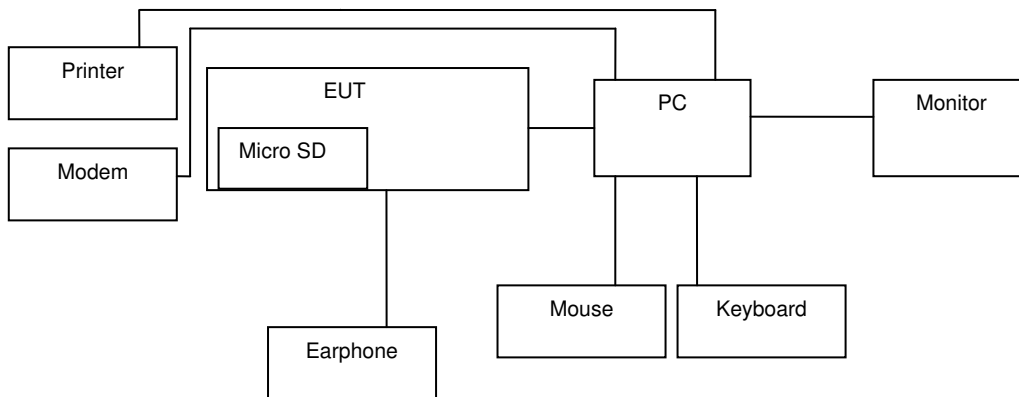 Printer
EUT
PC
Monitor
Micro SD
Modem
Mouse
Keyboard
Earphone